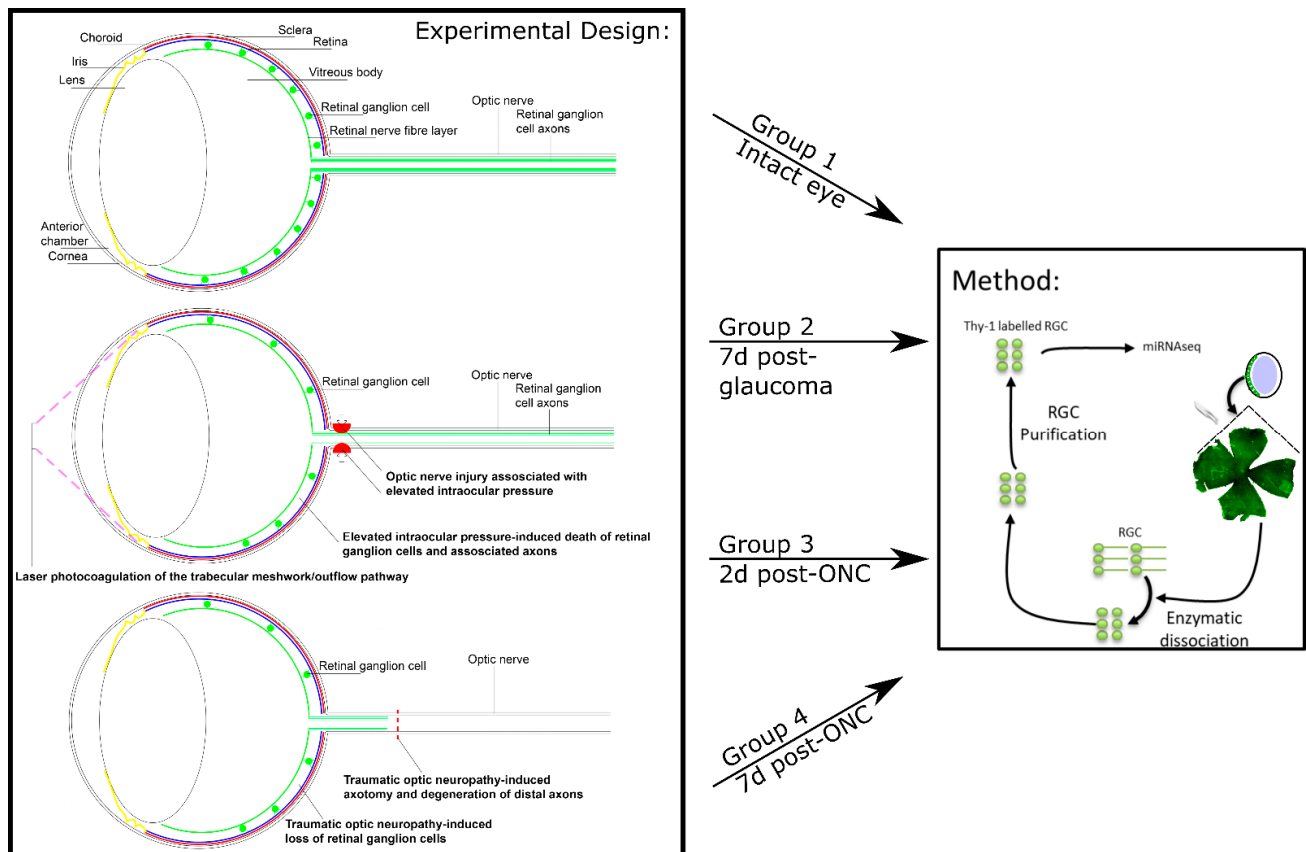 Experimental Design:
Choroid
Sclera
Retina
Iris
Lens
Vitreous body
Retinal ganglion cell
Retinal nerve fibre layer
Optic nerve
Retinal ganglion
cell axons
Anterior
chamber
Cornea
Retinal ganglion cell
Optic nerve
Retinal ganglion
cell axons
Optic nerve injury assosciated with
elevated intraocular pressure
Elevated intraocular pressure-induced death of retinal
ganglion cells and assosciated axons
Laser photocoagulation of the trabecular meshwork/outflow pathway
Retinal ganglion cell
Optic nerve
Traumatic optic neuropathy-induced
axotomy and degeneration of distal axons
Traumatic optic neuropathy-induced
loss of retinal ganglion cells
Group 1
Intact eye
Group 2
7d post-
glaucoma
Group 3
2d post-ONC
Group 4
7d post-ONC
Method:
Thy-1 labelled RGC
miRNAseq
RGC
Purification
RGC
Enzymatic
dissociation